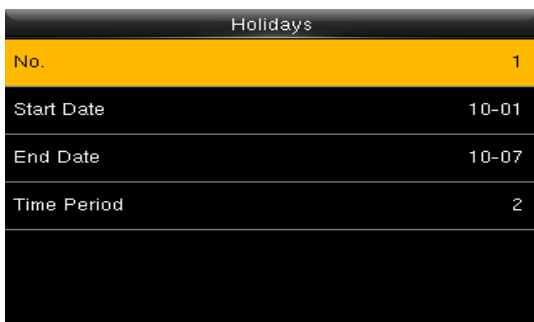 Holidays
No. 1
Start Date 10-01
End Date 10-07
Time Period 2